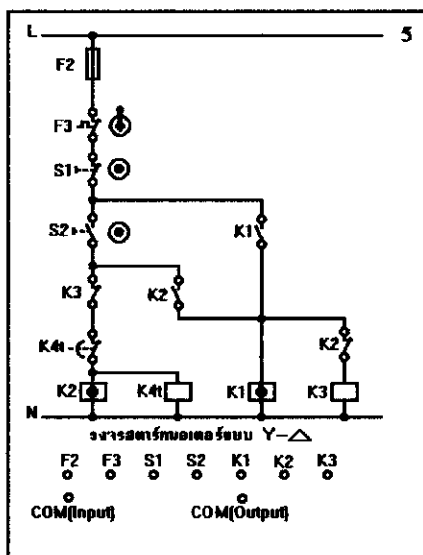 L 5
F2
F3
S1
S2 K1
K3 K2
K4t K2
K2 K4t K1 K3
N
วงจรสตาร์ทมอเตอร์แบบ Y-△
F2 F3 S1 S2 K1 K2 K3
COM(Input) COM(Output)